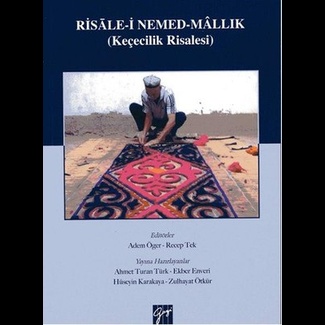 RİSÂLE-İ NEMED-MÂLLIK
(Keçecilik Risalesi)
Editörler
Adem Öger - Recep Tek
Yayına Hazırlayanlar
Ahmet Turan Türk - Ekber Enveri
Hüseyin Karakaya - Zulhayat Ötkür